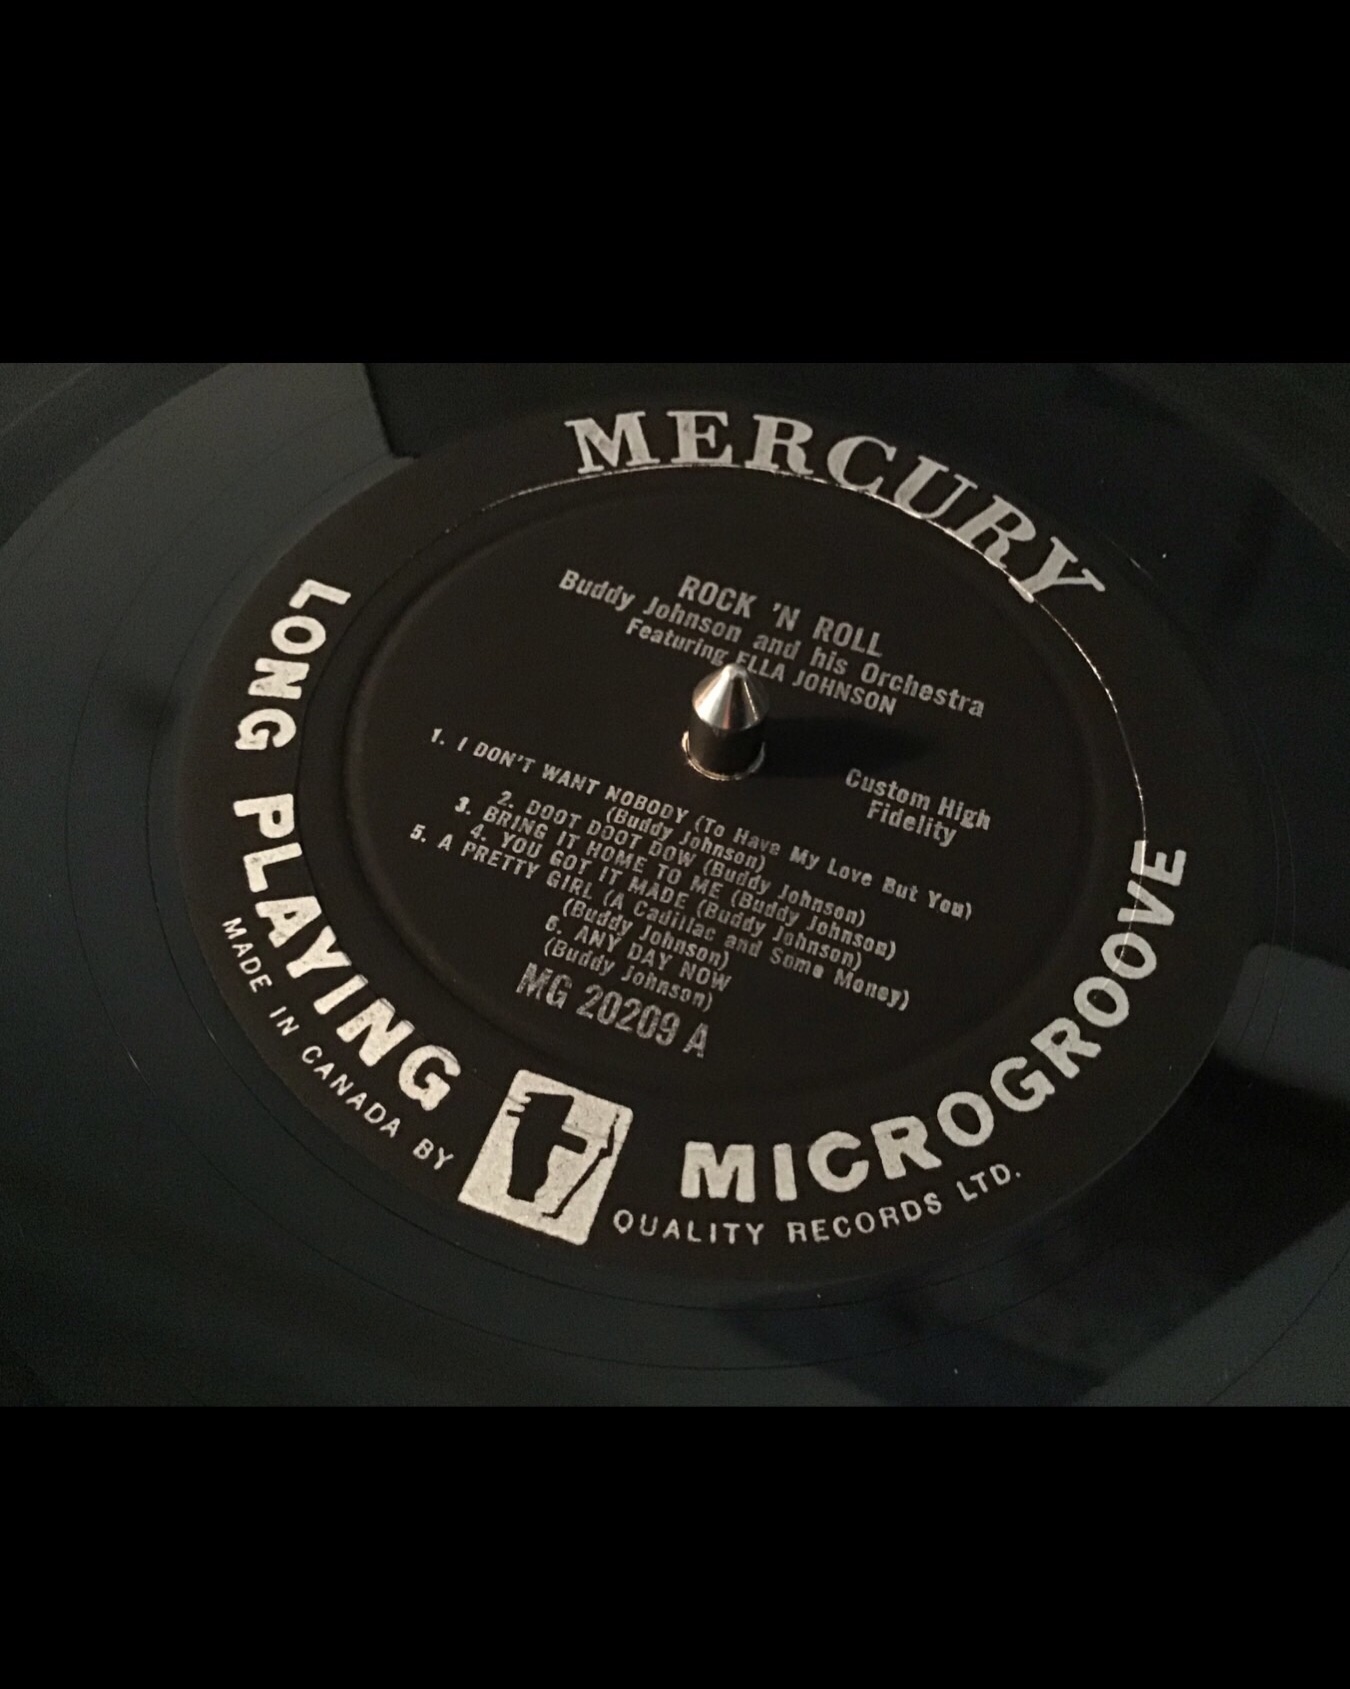 MERCURY
ROCK 'N ROLL
Buddy Johnson and his Orchestra
Featuring ELLA JOHNSON
Custom High
Fidelity
1. I DON'T WANT NOBODY (To Have My Love But You)
(Buddy Johnson)
2. DOOT DOOT DOW (Buddy Johnson)
3. BRING IT HOME TO ME (Buddy Johnson)
4. YOU GOT IT MADE (Buddy Johnson)
5. A PRETTY GIRL (A Cadillac and Some Money)
(Buddy Johnson)
6. ANY DAY NOW
(Buddy Johnson)
MG 20209 A
LONG PLAYING
MICROGROOVE
MADE IN CANADA BY
QUALITY RECORDS LTD.